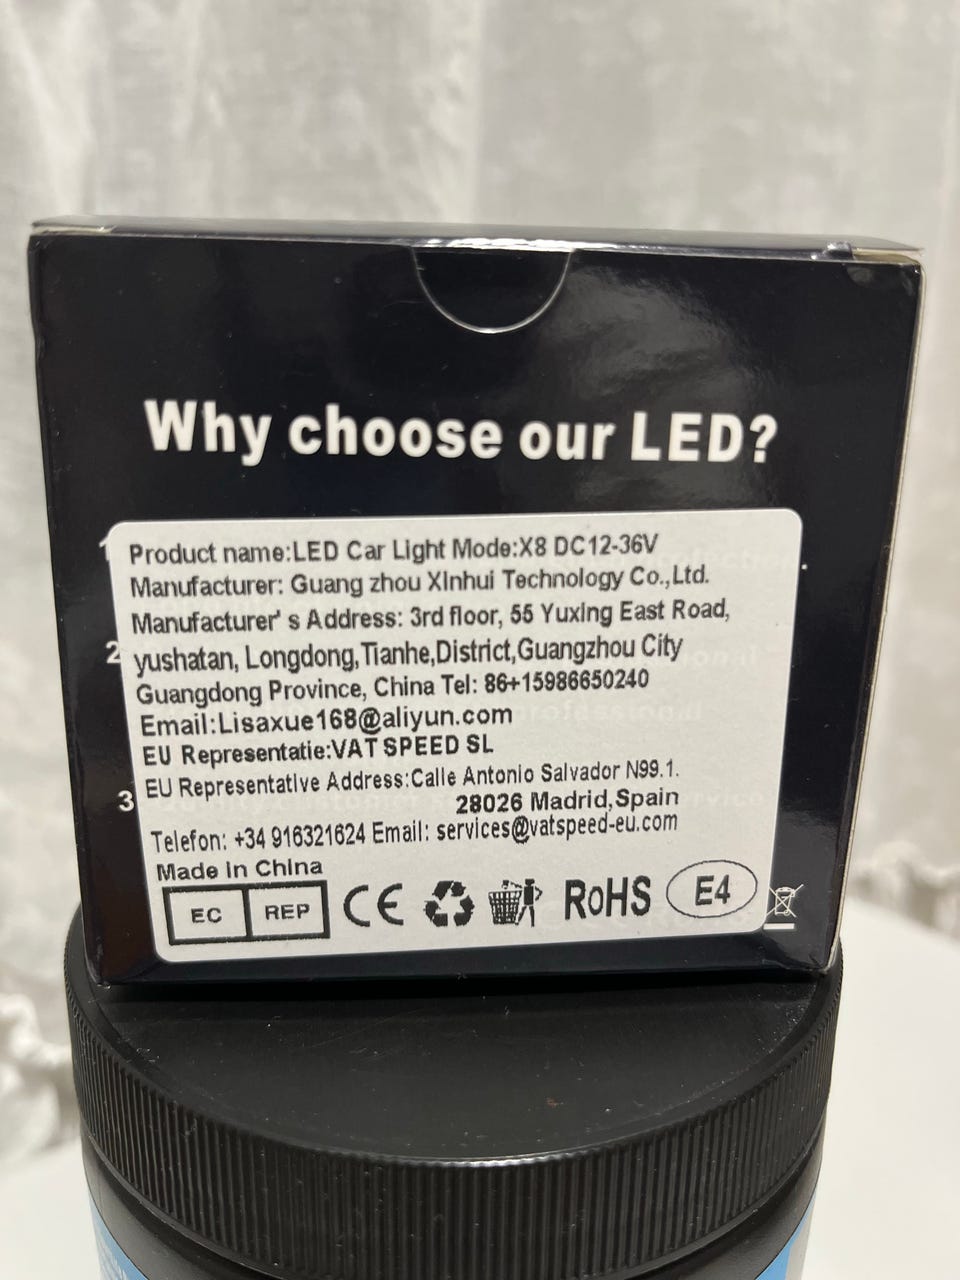 Why choose our LED?
Product name:LED Car Light Mode:X8 DC12-36V
Manufacturer: Guang zhou XInhui Technology Co.,Ltd.
Manufacturer' s Address: 3rd floor, 55 YuxIng East Road,
yushatan, Longdong,Tianhe,District,Guangzhou City
Guangdong Province, China Tel: 86+15986650240
Email:Lisaxue168@aliyun.com
EU Representatie:VAT SPEED SL
EU RepresentatIve Address:Calle Antonio Salvador N99.1.
28026 Madrid,Spain
Telefon: +34 916321624 Email: services@vatspeed-eu.com
Made In China
EC REP CE RoHS E4
2
3